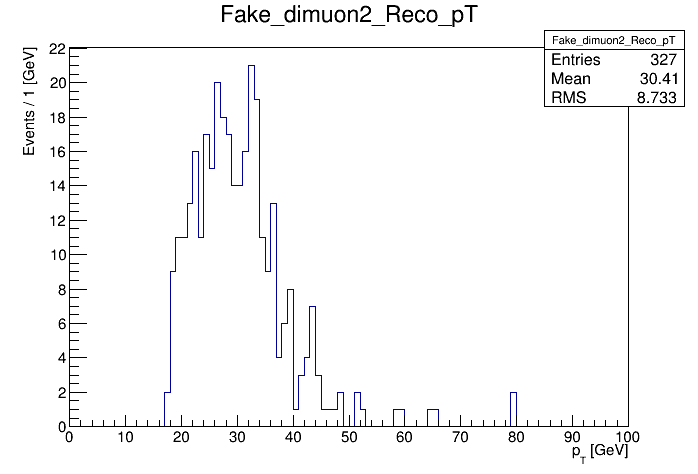 Fake_dimuon2_Reco_pT
Fake_dimuon2_Reco_pT
Entries 327
Mean 30.41
RMS 8.733
Events / 1 [GeV]
22
20
18
16
14
12
10
8
6
4
2
0
0 10 20 30 40 50 60 70 80 90 100
p_T [GeV]